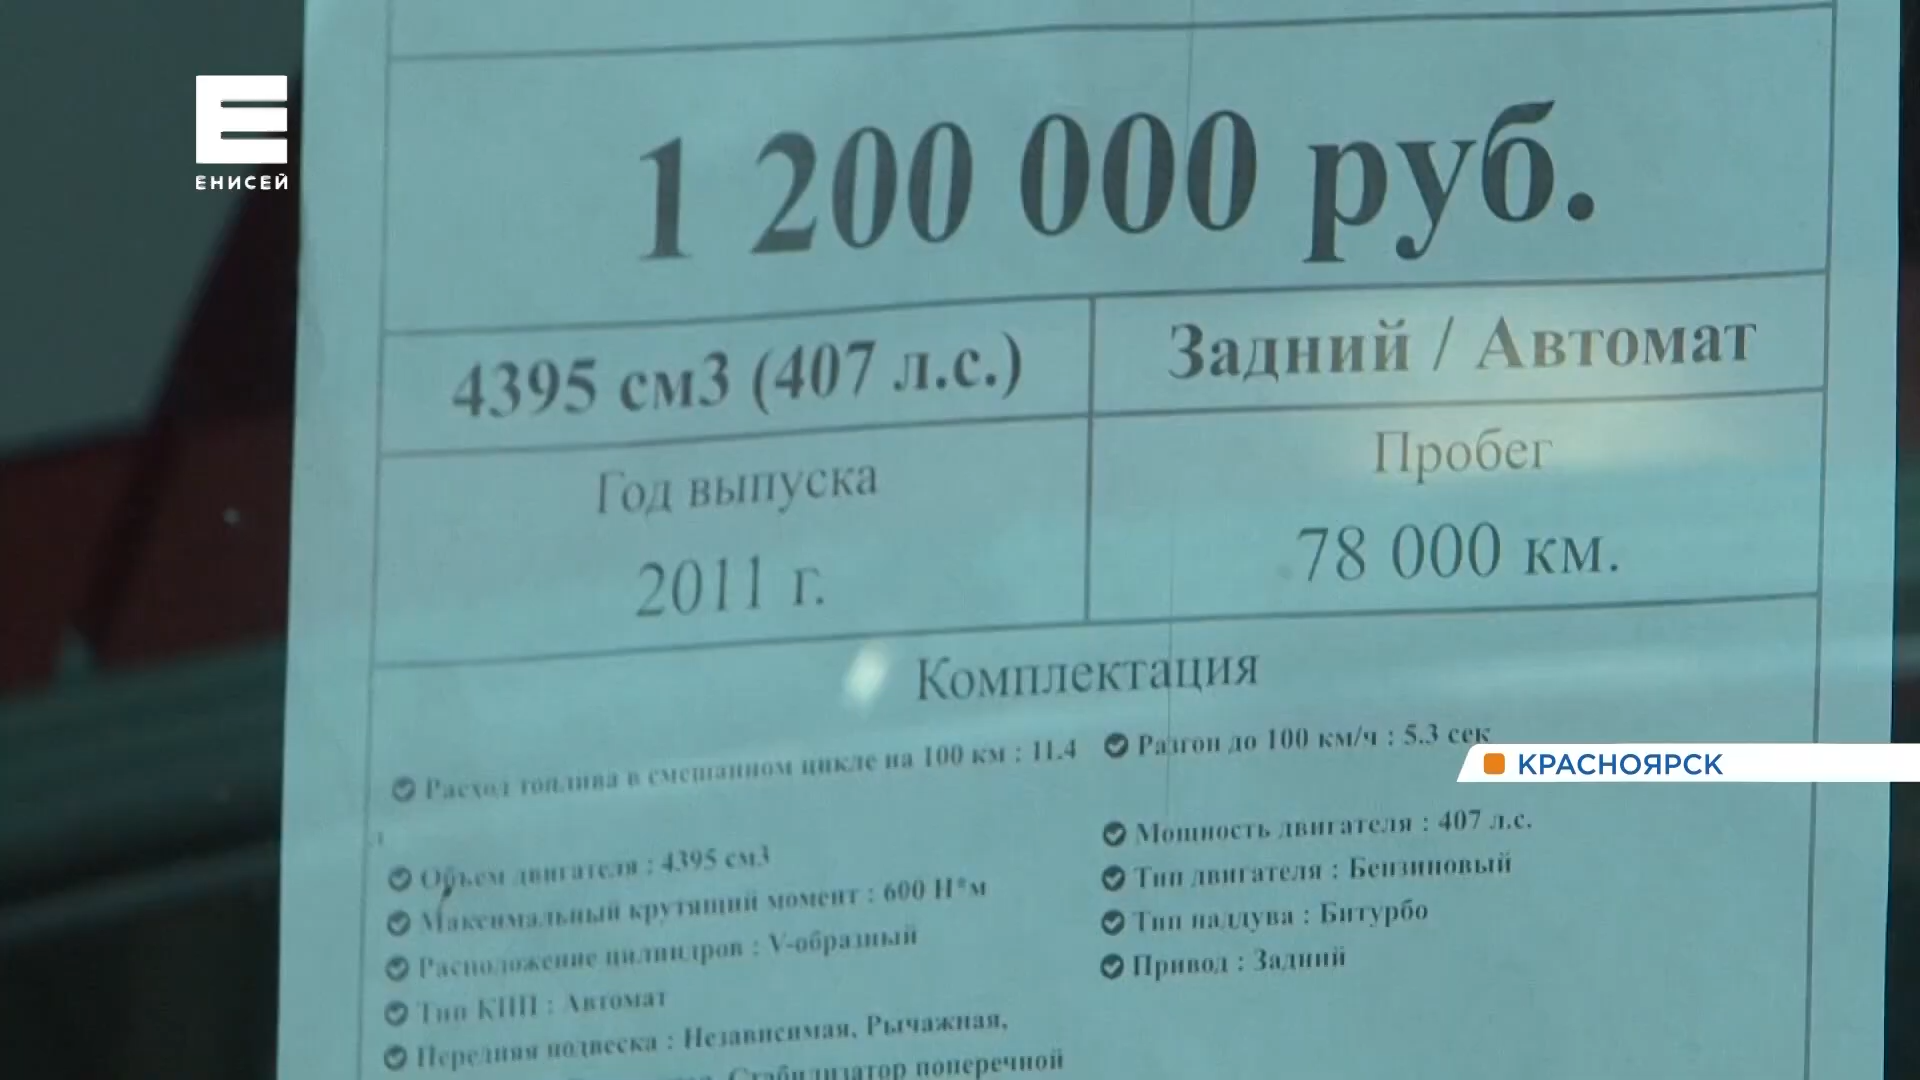 ЕНИСЕЙ
1 200 000 руб.
4395 см3 (407 л.с.)
Задний / Автомат
Год выпуска
2011 г.
Пробег
78 000 км.
Комплектация
Расход топлива в смешанном цикле на 100 км : 11.4
Разгон до 100 км/ч : 5.3 сек
КРАСНОЯРСК
Объем двигателя : 4395 см3
Максимальный крутящий момент : 600 Н*м
Расположение цилиндров : V-образный
Тип КПП : Автомат
Передняя подвеска : Независимая, Рычажная,
Стабилизатор поперечной
Мощность двигателя : 407 л.с.
Тип двигателя : Бензиновый
Тип наддува : Битурбо
Привод : Задний